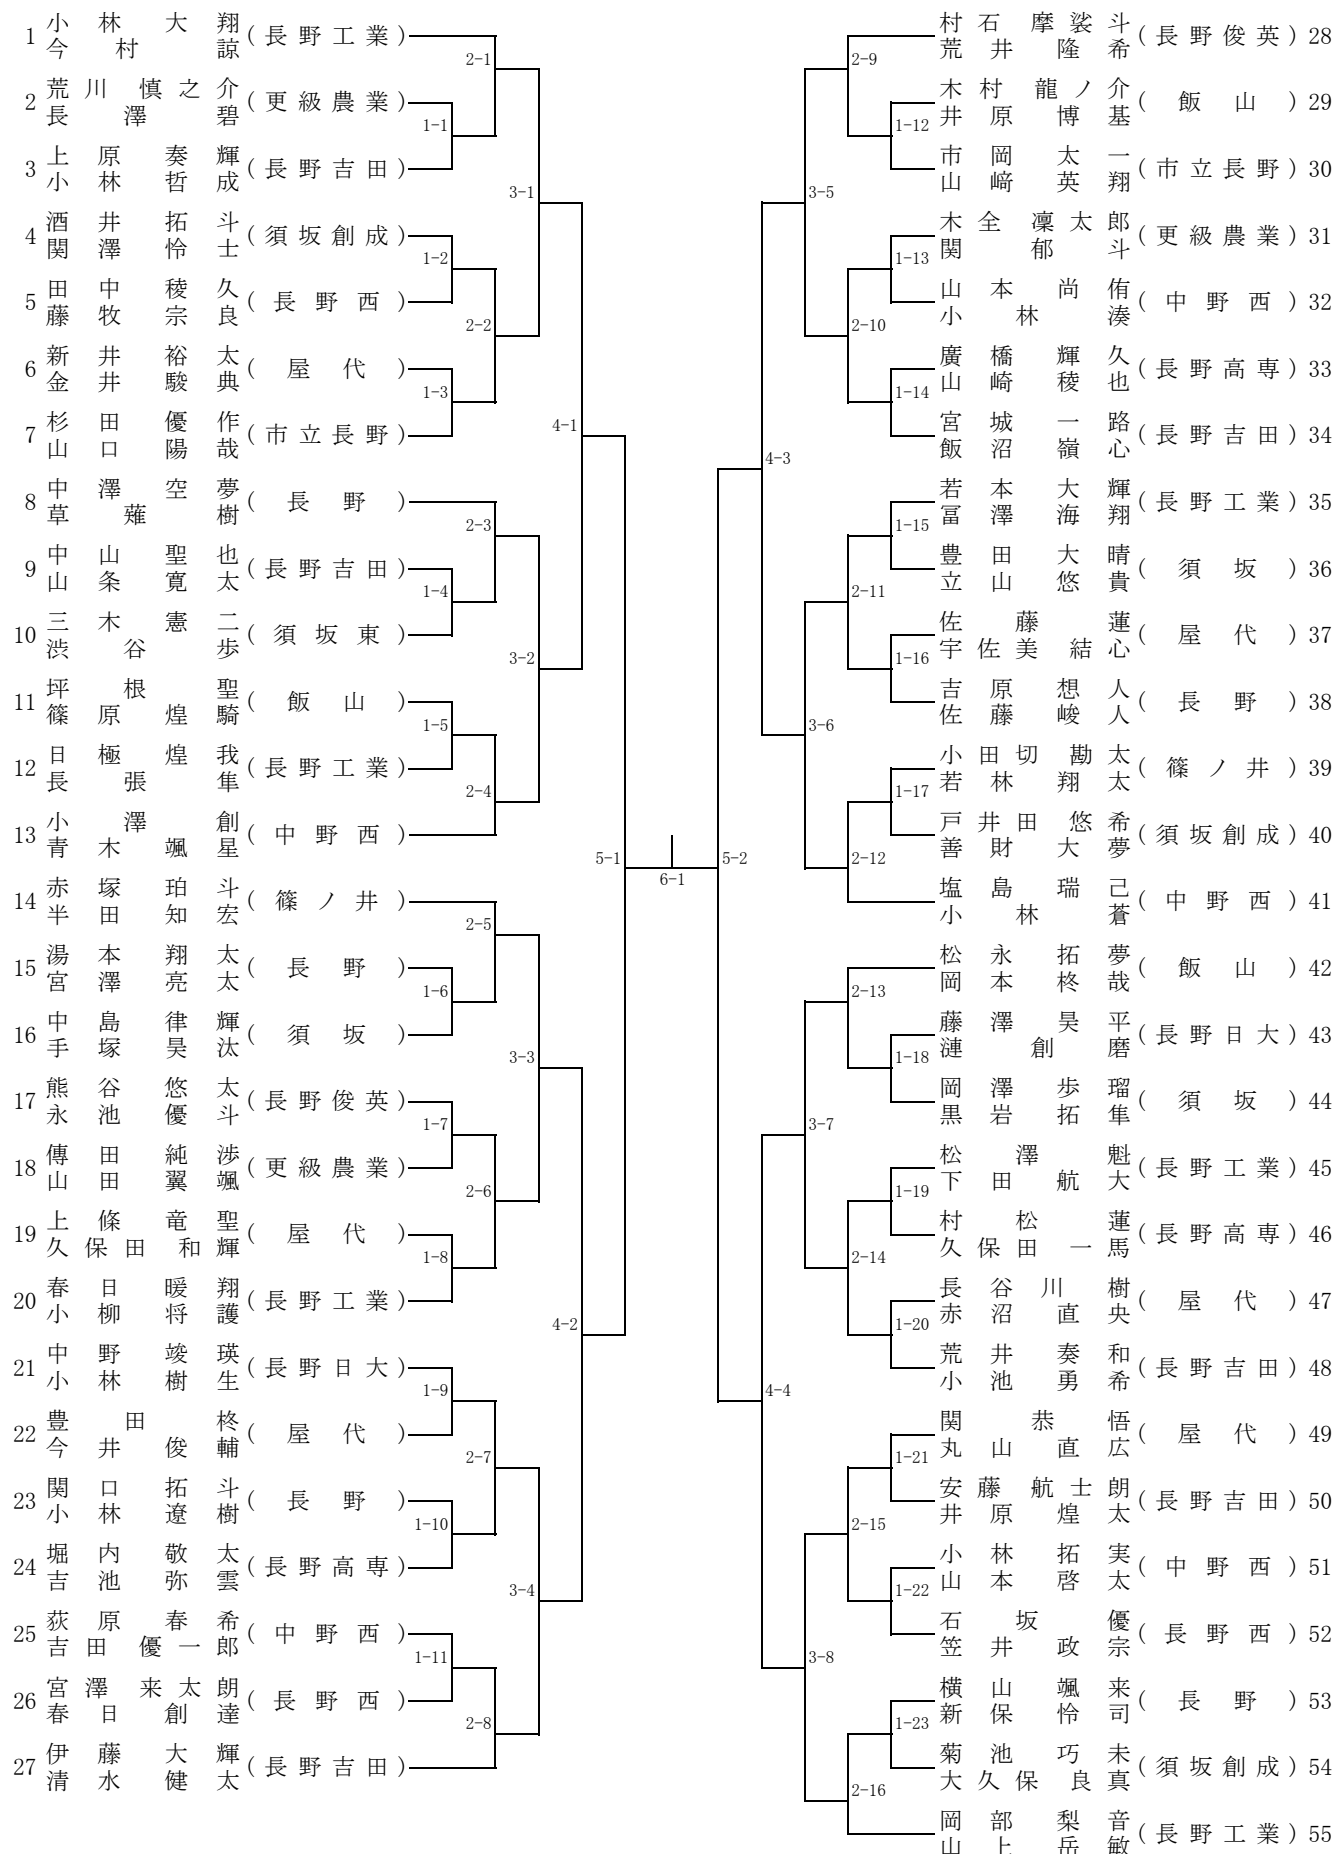 1 小林大翔 (長野工業)
今村諒
2-1
2 荒川慎之介 (更級農業)
長澤碧
1-1
3 上原奏輝 (長野吉田)
小林哲成
3-1
4 酒井拓斗 (須坂創成)
関澤怜士
1-2
5 田中稜久 (長野西)
藤牧宗良
2-2
6 新井裕太 (屋代)
金井駿典
1-3
7 杉田優作 (市立長野)
山口陽哉
4-1
8 中澤空夢 (長野)
草薙樹
2-3
9 中山聖也 (長野吉田)
山条寛太
1-4
10 三木憲二 (須坂東)
渋谷歩
3-2
11 坪根聖 (飯山)
篠原煌騎
1-5
12 日極煌我 (長野工業)
長張隼
2-4
13 小澤創 (中野西)
青木颯星
5-1
14 赤塚珀斗 (篠ノ井)
半田知宏
2-5
15 湯本翔太 (長野)
宮澤亮太
1-6
16 中島律輝 (須坂)
手塚昊汰
3-3
17 熊谷悠太 (長野俊英)
永池優斗
1-7
18 傳田純渉 (更級農業)
山田翼颯
2-6
19 上條竜聖 (屋代)
久保田和輝
1-8
20 春日暖翔 (長野工業)
小柳将護
4-2
21 中野竣瑛 (長野日大)
小林樹生
1-9
22 豊田柊 (屋代)
今井俊輔
2-7
23 関口拓斗 (長野)
小林遼樹
1-10
24 堀内敬太 (長野高専)
吉池弥雲
3-4
25 荻原春希 (中野西)
吉田優一郎
1-11
26 宮澤来太朗 (長野西)
春日創達
2-8
27 伊藤大輝 (長野吉田)
清水健太
6-1
村石摩裟斗 (長野俊英) 28
荒井隆希
2-9
木村龍ノ介 (飯山) 29
井原博基
1-12
市岡太一 (市立長野) 30
山﨑英翔
3-5
木全凜太郎 (更級農業) 31
関郁斗
1-13
山本尚侑 (中野西) 32
小林湊
2-10
廣橋輝久 (長野高専) 33
山崎稜也
1-14
宮城一路 (長野吉田) 34
飯沼嶺心
4-3
若本大輝 (長野工業) 35
冨澤海翔
1-15
豊田大晴 (須坂) 36
立山悠貴
2-11
佐藤蓮 (屋代) 37
宇佐美結心
1-16
吉原想人 (長野) 38
佐藤峻人
3-6
小田切勘太 (篠ノ井) 39
若林翔太
1-17
戸井田悠希 (須坂創成) 40
善財大夢
2-12
塩島瑞己 (中野西) 41
小林蒼
5-2
松永拓夢 (飯山) 42
岡本柊哉
2-13
藤澤昊平 (長野日大) 43
漣創磨
1-18
岡澤歩瑠 (須坂) 44
黒岩拓隼
3-7
松澤魁 (長野工業) 45
下田航大
1-19
村松蓮 (長野高専) 46
久保田一馬
2-14
長谷川樹 (屋代) 47
赤沼直央
1-20
荒井奏和 (長野吉田) 48
小池勇希
4-4
関恭悟 (屋代) 49
丸山直広
1-21
安藤航士朗 (長野吉田) 50
井原煌太
2-15
小林拓実 (中野西) 51
山本啓太
1-22
石坂優 (長野西) 52
笠井政宗
3-8
横山颯来 (長野) 53
新保怜司
1-23
菊池巧未 (須坂創成) 54
大久保良真
2-16
岡部梨音 (長野工業) 55
山上岳敏